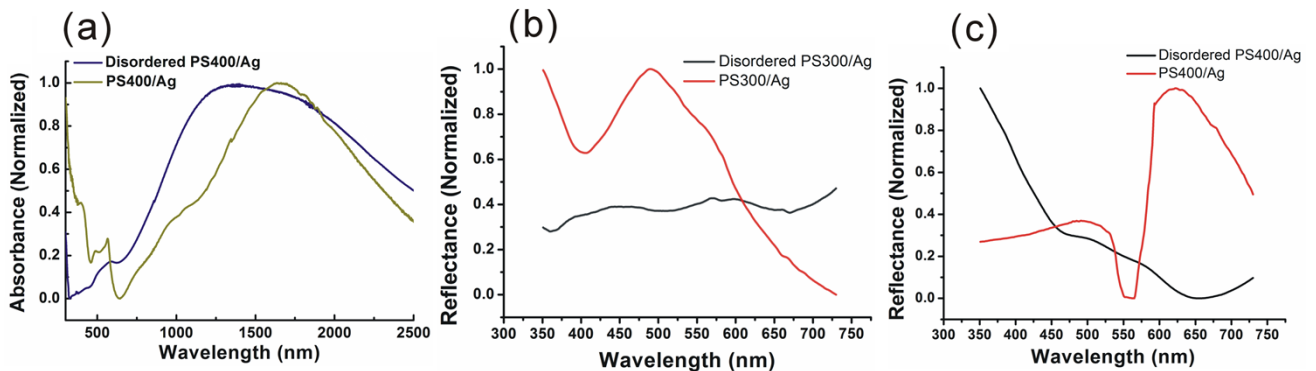 (a)
Disordered PS400/Ag
PS400/Ag
1.0
0.8
0.6
0.4
0.2
0.0
Absorbance (Normalized)
500 1000 1500 2000 2500
Wavelength (nm)
(b)
Disordered PS300/Ag
PS300/Ag
1.0
0.8
0.6
0.4
0.2
0.0
Reflectance (Normalized)
350 400 450 500 550 600 650 700 750
Wavelength (nm)
(c)
Disordered PS400/Ag
PS400/Ag
1.0
0.8
0.6
0.4
0.2
0.0
Reflectance (Normalized)
350 400 450 500 550 600 650 700 750
Wavelength (nm)